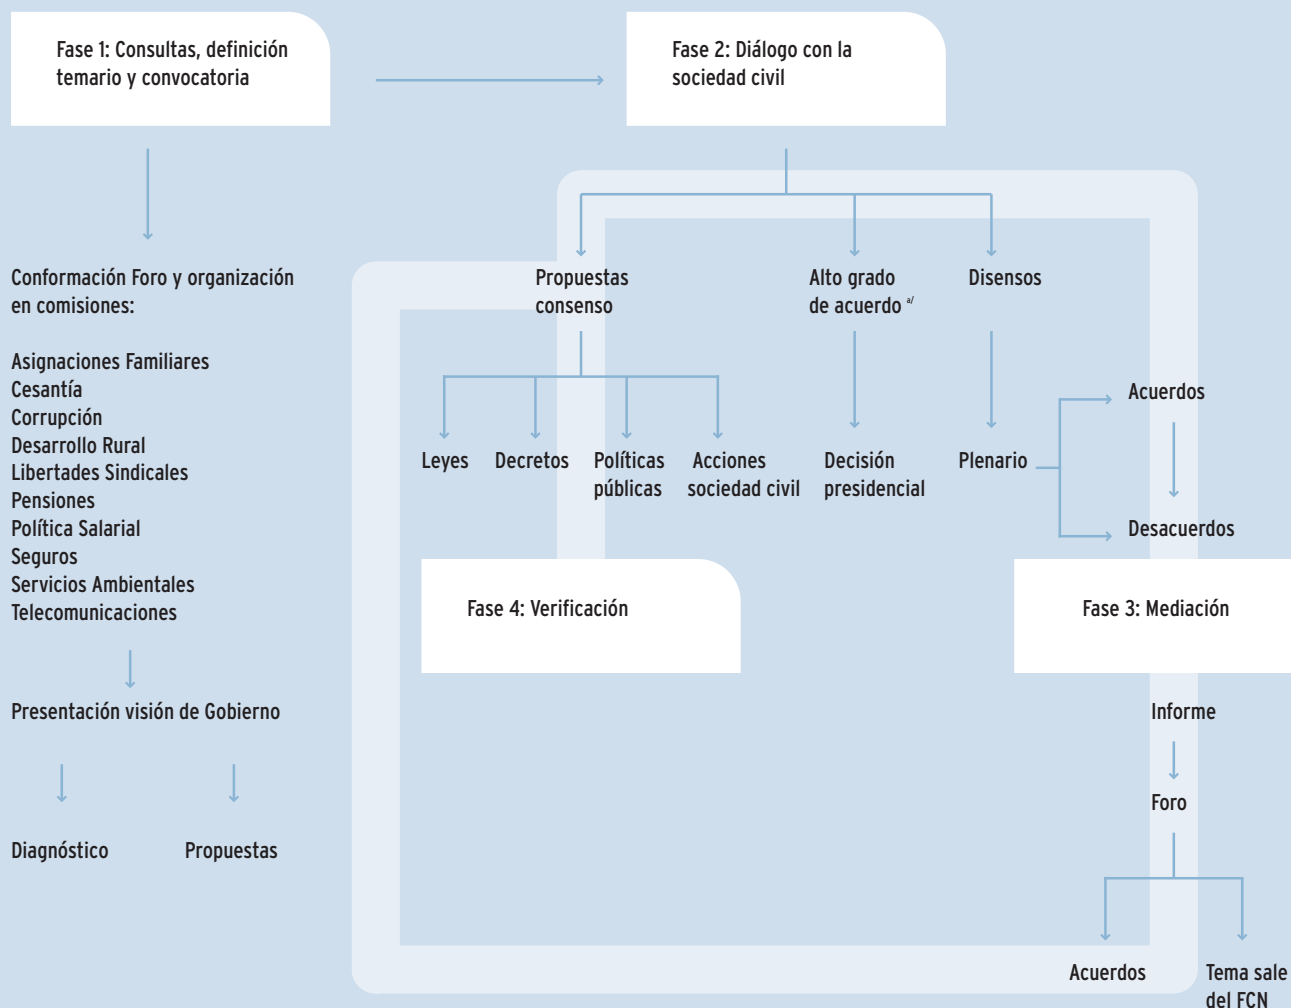 Fase 1: Consultas, definición
temario y convocatoria
Fase 2: Diálogo con la
sociedad civil
Conformación Foro y organización
en comisiones:
Asignaciones Familiares
Cesantía
Corrupción
Desarrollo Rural
Libertades Sindicales
Pensiones
Política Salarial
Seguros
Servicios Ambientales
Telecomunicaciones
Presentación visión de Gobierno
Diagnóstico
Propuestas
Propuestas
consenso
Alto grado
de acuerdo a/
Disensos
Leyes
Decretos
Políticas
públicas
Acciones
sociedad civil
Decisión
presidencial
Plenario
Acuerdos
Desacuerdos
Fase 4: Verificación
Fase 3: Mediación
Informe
Foro
Acuerdos
Tema sale
del FCN